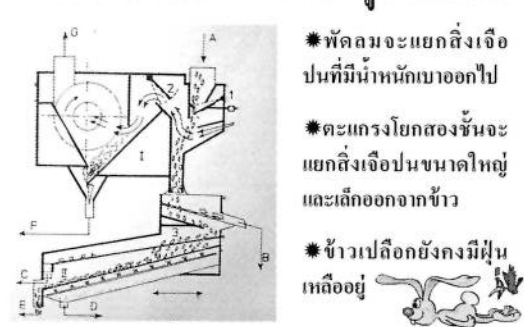 G
A
✹พัดลมจะแยกสิ่งเจือ
ปนที่มีน้ำหนักเบาออกไป
2
1
✹ตะแกรงโยกสองชั้นจะ
แยกสิ่งเจือปนขนาดใหญ่
และเล็กออกจากข้าว
I
F
3
B
✹ข้าวเปลือกยังคงมีฝุ่น
เหลืออยู่
C
II
E
D